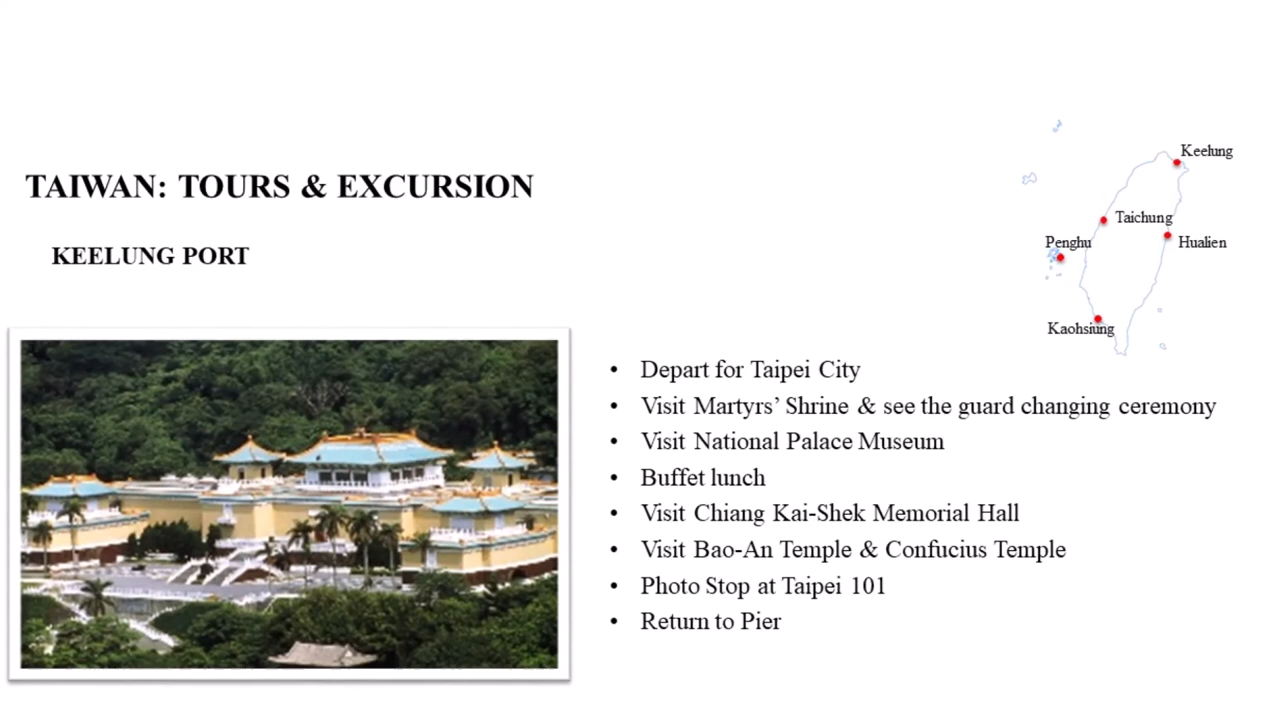 TAIWAN: TOURS & EXCURSION
KEELUNG PORT
Keelung
Taichung
Penghu
Hualien
Kaohsiung
• Depart for Taipei City
• Visit Martyrs’ Shrine & see the guard changing ceremony
• Visit National Palace Museum
• Buffet lunch
• Visit Chiang Kai-Shek Memorial Hall
• Visit Bao-An Temple & Confucius Temple
• Photo Stop at Taipei 101
• Return to Pier